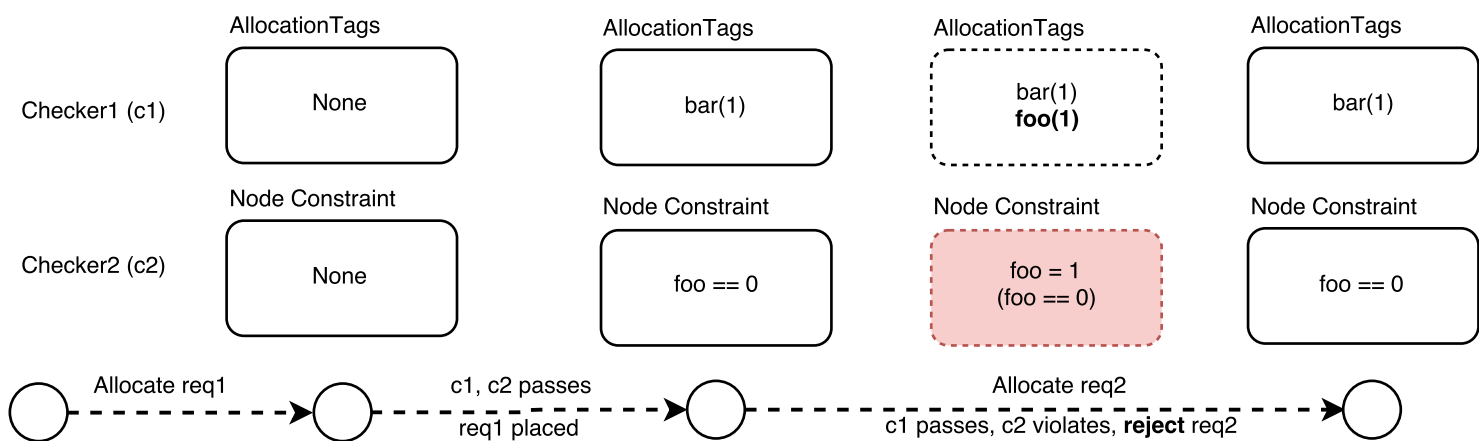 AllocationTags
AllocationTags
AllocationTags
AllocationTags
Checker1 (c1)
None
bar(1)
bar(1)
foo(1)
bar(1)
Node Constraint
Node Constraint
Node Constraint
Node Constraint
Checker2 (c2)
None
foo == 0
foo = 1
(foo == 0)
foo == 0
Allocate req1
c1, c2 passes
req1 placed
Allocate req2
c1 passes, c2 violates, reject req2